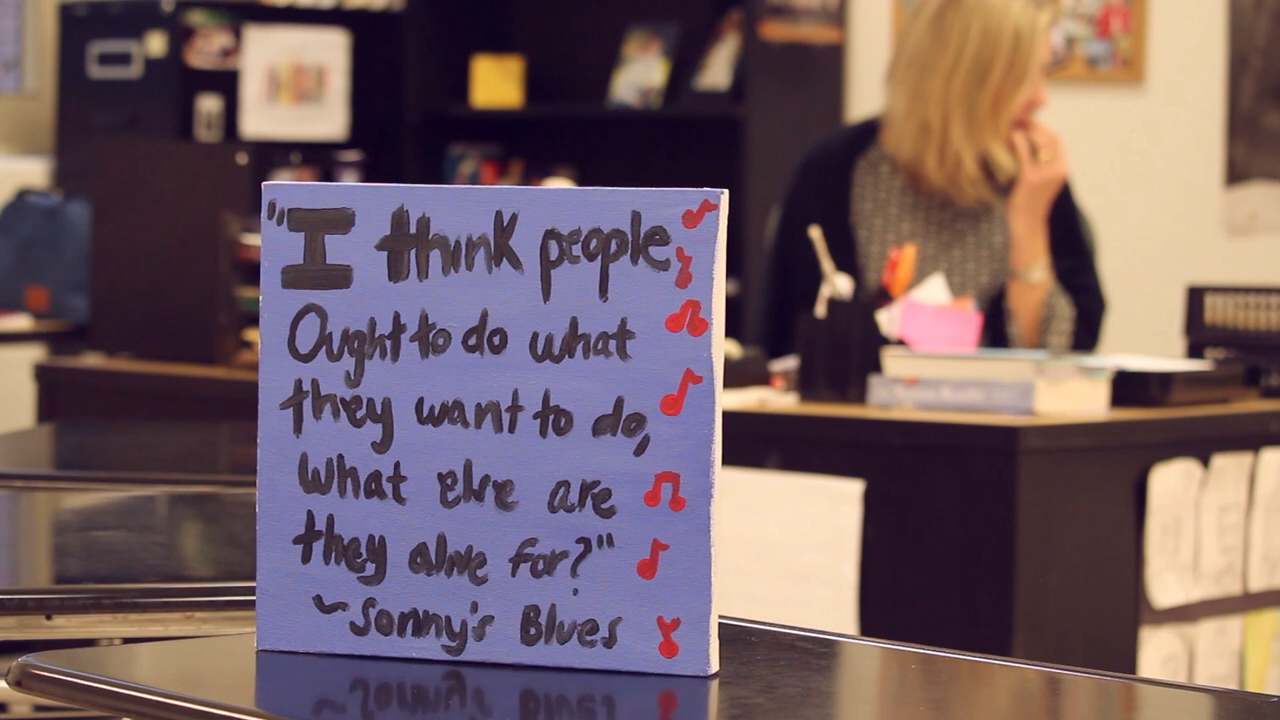 "I think people
Ought to do what
they want to do,
what else are
they alive for?"
~Sonny's Blues